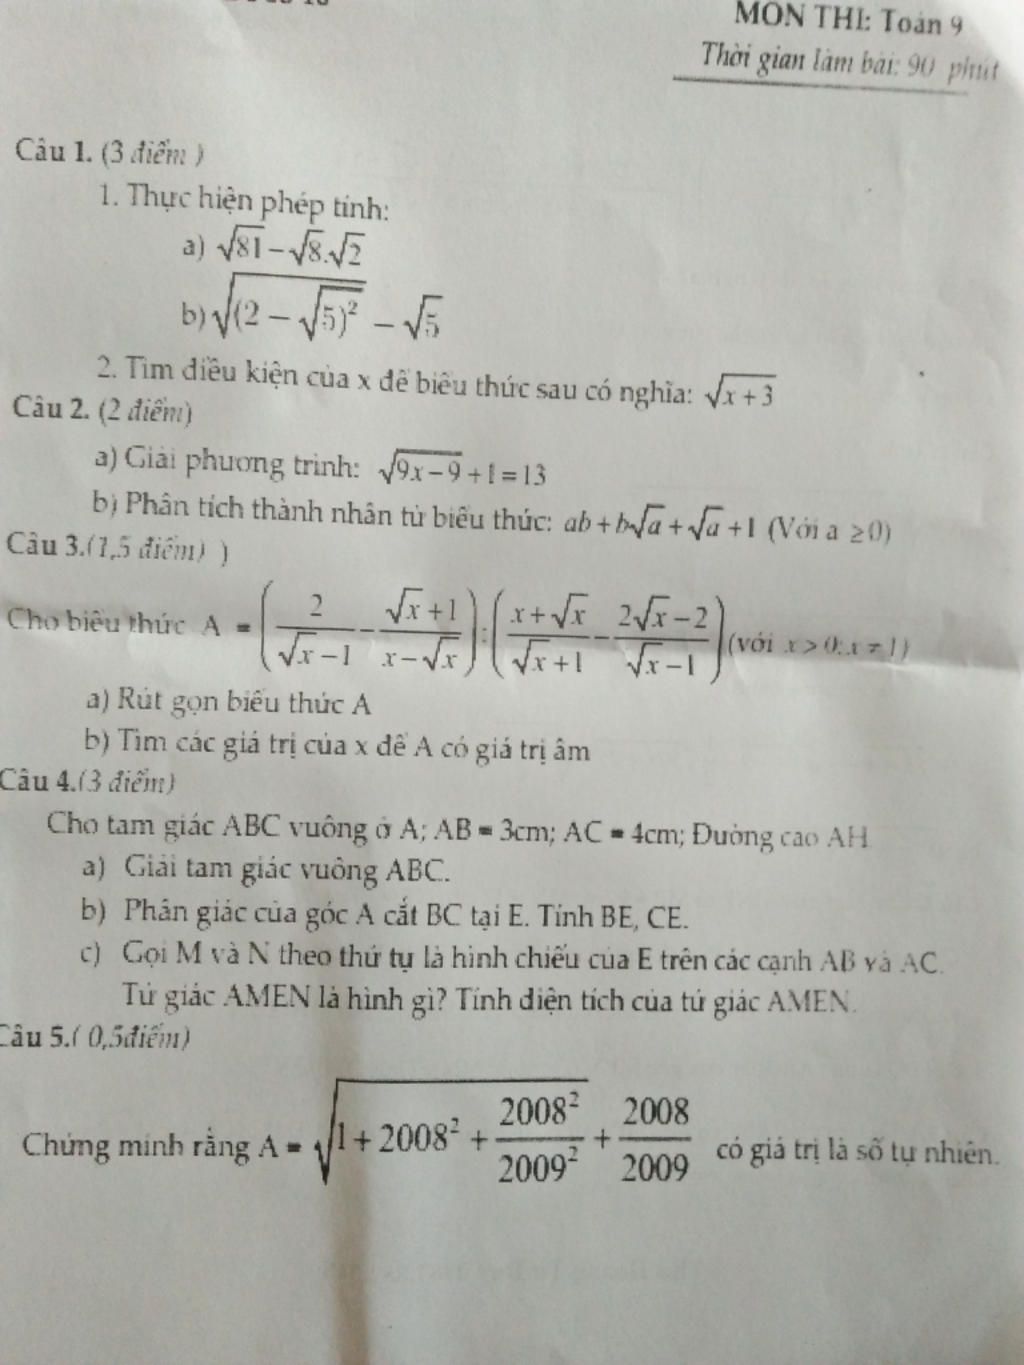 MÔN THI: Toán 9
Thời gian làm bài: 90 phút
Câu 1. (3 điểm )
1. Thực hiện phép tính:
a) √81 − √8.√2
b) √(2 − √5)² − √5
2. Tìm điều kiện của x để biểu thức sau có nghĩa: √x + 3
Câu 2. (2 điểm)
a) Giải phương trình: √9x − 9 + 1 = 13
b) Phân tích thành nhân tử biểu thức: ab + b√a + √a + 1 (Với a ≥ 0)
Câu 3.(1,5 điểm) )
Cho biểu thức A = (2/(√x − 1) − (√x + 1)/(x − √x)) : ((x + √x)/(√x + 1) − (2√x − 2)/(√x − 1)) (với x > 0; x ≠ 1)
a) Rút gọn biểu thức A
b) Tìm các giá trị của x để A có giá trị âm
Câu 4.(3 điểm)
Cho tam giác ABC vuông ở A; AB = 3cm; AC = 4cm; Đường cao AH
a) Giải tam giác vuông ABC.
b) Phân giác của góc A cắt BC tại E. Tính BE, CE.
c) Gọi M và N theo thứ tự là hình chiếu của E trên các cạnh AB và AC.
Tứ giác AMEN là hình gì? Tính diện tích của tứ giác AMEN.
Câu 5.( 0,5điểm)
Chứng minh rằng A = √(1 + 2008² + 2008²/2009²) + 2008/2009 có giá trị là số tự nhiên.